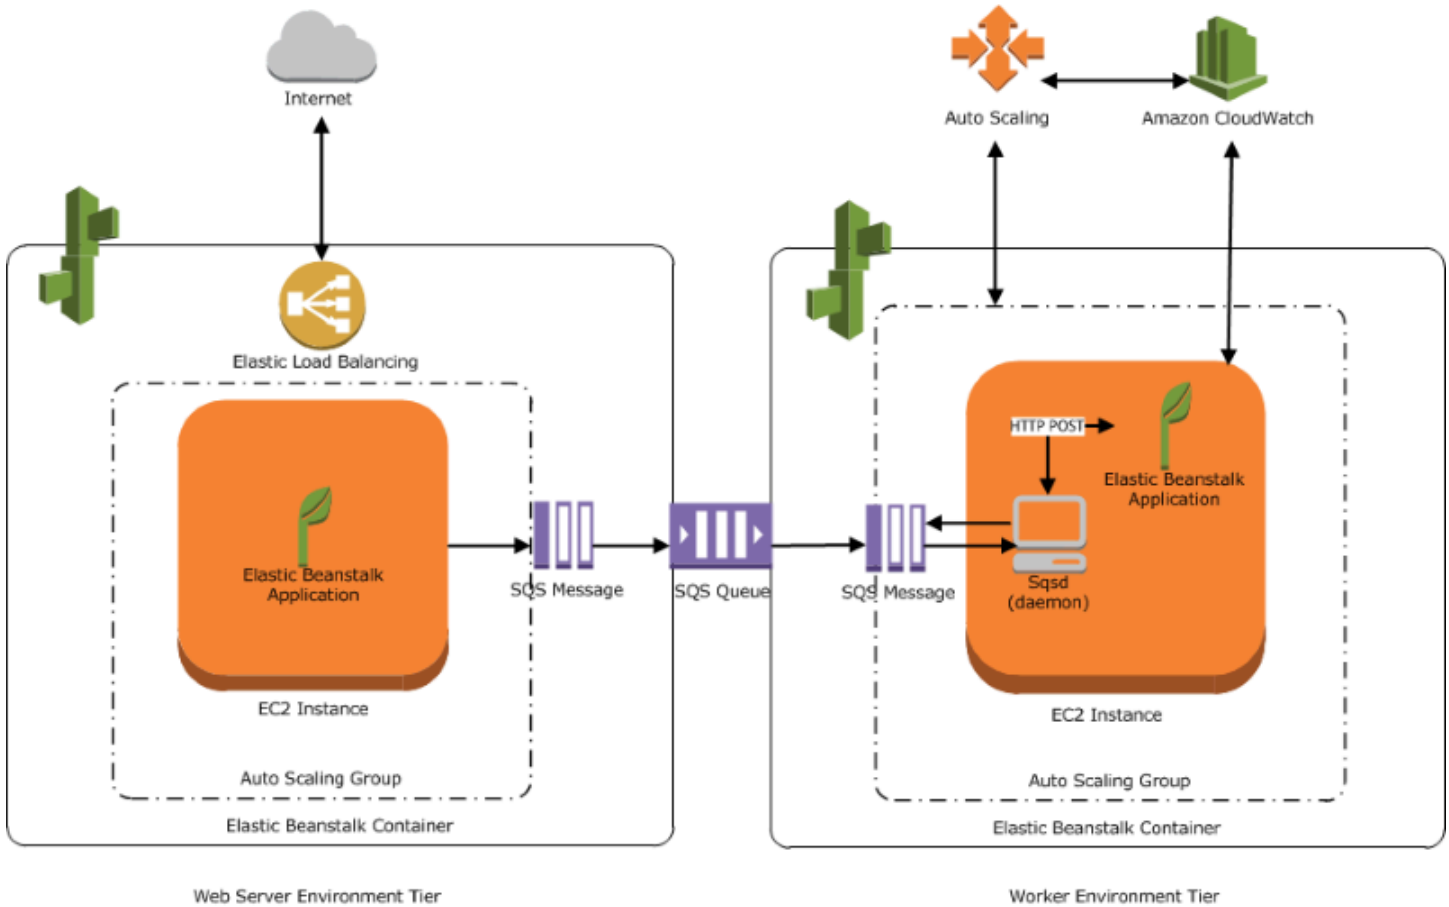 Internet
Auto Scaling
Amazon CloudWatch
Elastic Load Balancing
HTTP POST
Elastic Beanstalk
Application
Elastic Beanstalk
Application
SQS Message
SQS Queue
SQS Message
Sqsd
(daemon)
EC2 Instance
EC2 Instance
Auto Scaling Group
Auto Scaling Group
Elastic Beanstalk Container
Elastic Beanstalk Container
Web Server Environment Tier
Worker Environment Tier